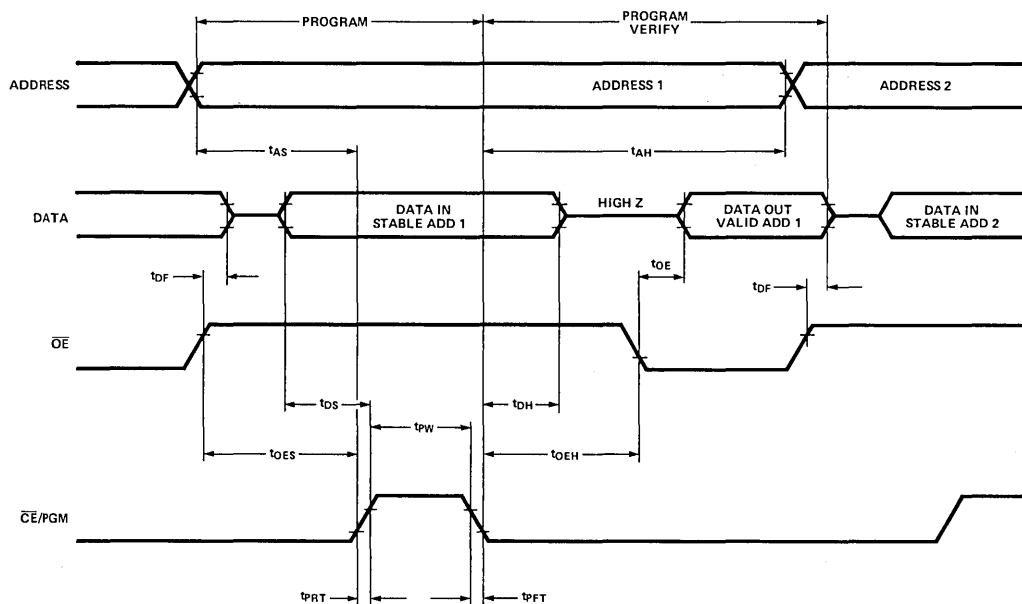 PROGRAM
PROGRAM
VERIFY
ADDRESS
ADDRESS 1
ADDRESS 2
tAS
tAH
DATA
DATA IN
STABLE ADD 1
HIGH Z
DATA OUT
VALID ADD 1
DATA IN
STABLE ADD 2
tDF
tOE
tDF
OE
tDS
tDH
tPW
tOES
tOEH
CE/PGM
tPRT
tPFT